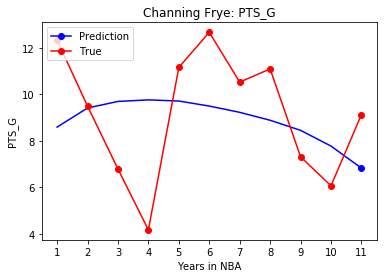 Channing Frye: PTS_G
Prediction
True
PTS_G
12
10
8
6
4
1 2 3 4 5 6 7 8 9 10 11
Years in NBA